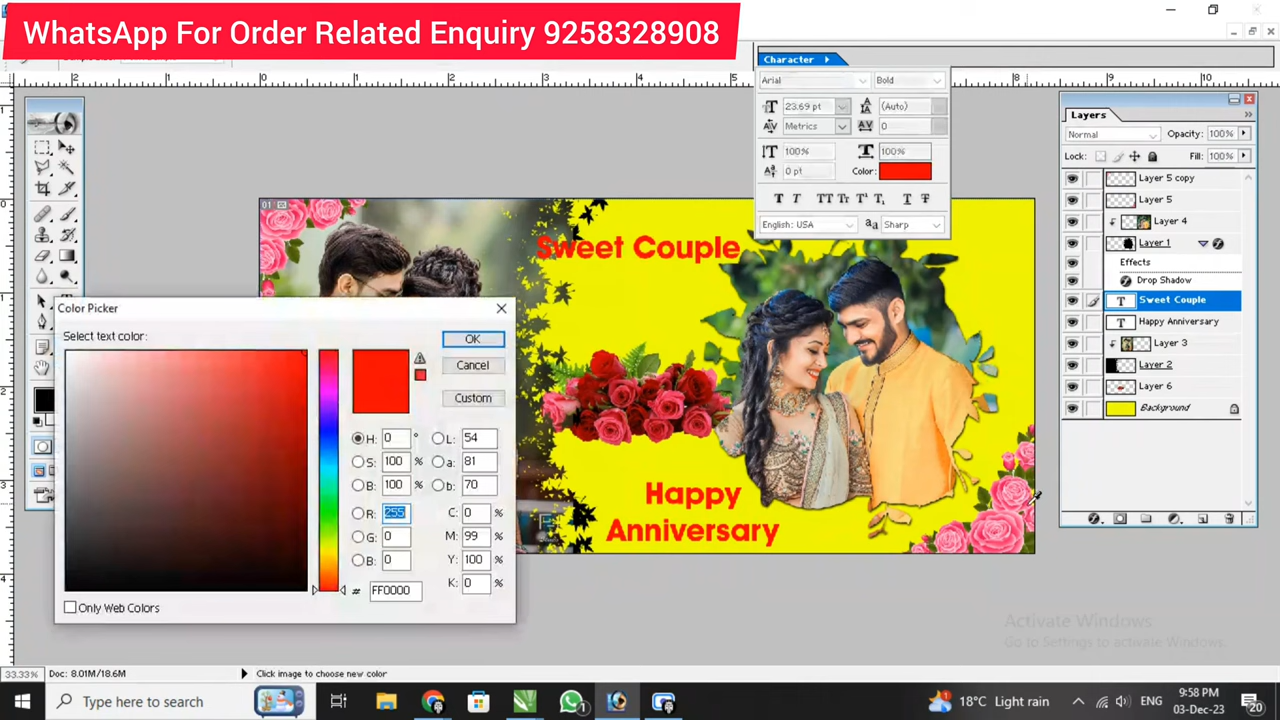 WhatsApp For Order Related Enquiry 9258328908
Character
Arial
Bold
23.69 pt
(Auto)
Metrics
0
100%
100%
0 pt
Color:
English: USA
Sharp
Layers
Normal
Opacity: 100%
Lock:
Fill: 100%
Layer 5 copy
Layer 5
Layer 4
Layer 1
Effects
Drop Shadow
Sweet Couple
Happy Anniversary
Layer 3
Layer 2
Layer 6
Background
01
Sweet Couple
Happy
Anniversary
Color Picker
Select text color:
OK
Cancel
Custom
H: 0 °
L: 54
S: 100 %
a: 81
B: 100 %
b: 70
R: 255
C: 0 %
G: 0
M: 99 %
B: 0
Y: 100 %
K: 0 %
# FF0000
Only Web Colors
Activate Windows
Go to Settings to activate Windows.
33.33%
Doc: 8.01M/18.6M
Click image to choose new color
Type here to search
18°C Light rain
ENG
9:58 PM
03-Dec-23
20